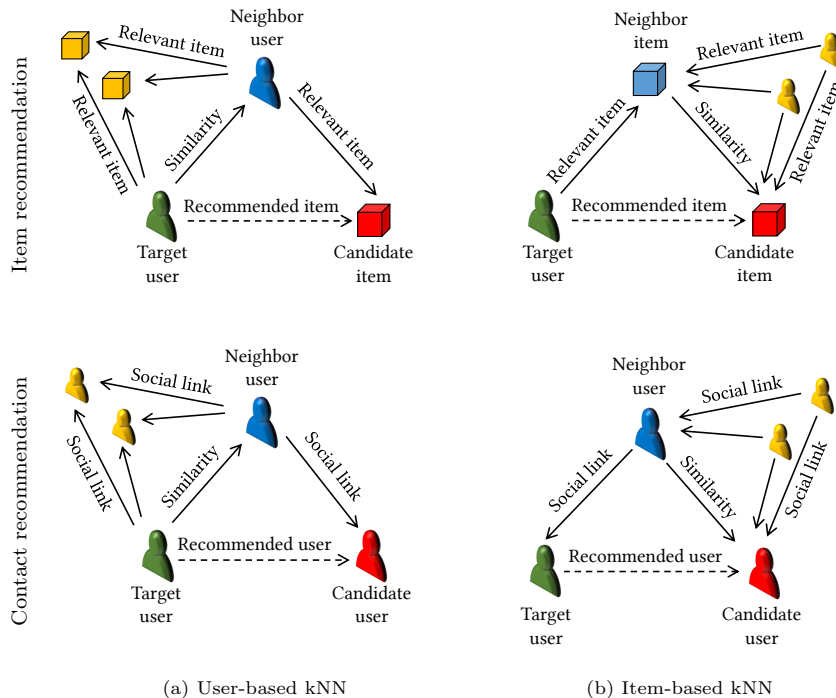 Item recommendation
Neighbor
user
Relevant item
Relevant item
Similarity
Relevant item
Recommended item
Target
user
Candidate
item
Neighbor
item
Relevant item
Relevant item
Similarity
Relevant item
Recommended item
Target
user
Candidate
item
Contact recommendation
Neighbor
user
Social link
Social link
Similarity
Social link
Recommended user
Target
user
Candidate
user
Neighbor
user
Social link
Social link
Similarity
Social link
Recommended user
Target
user
Candidate
user
(a) User-based kNN
(b) Item-based kNN